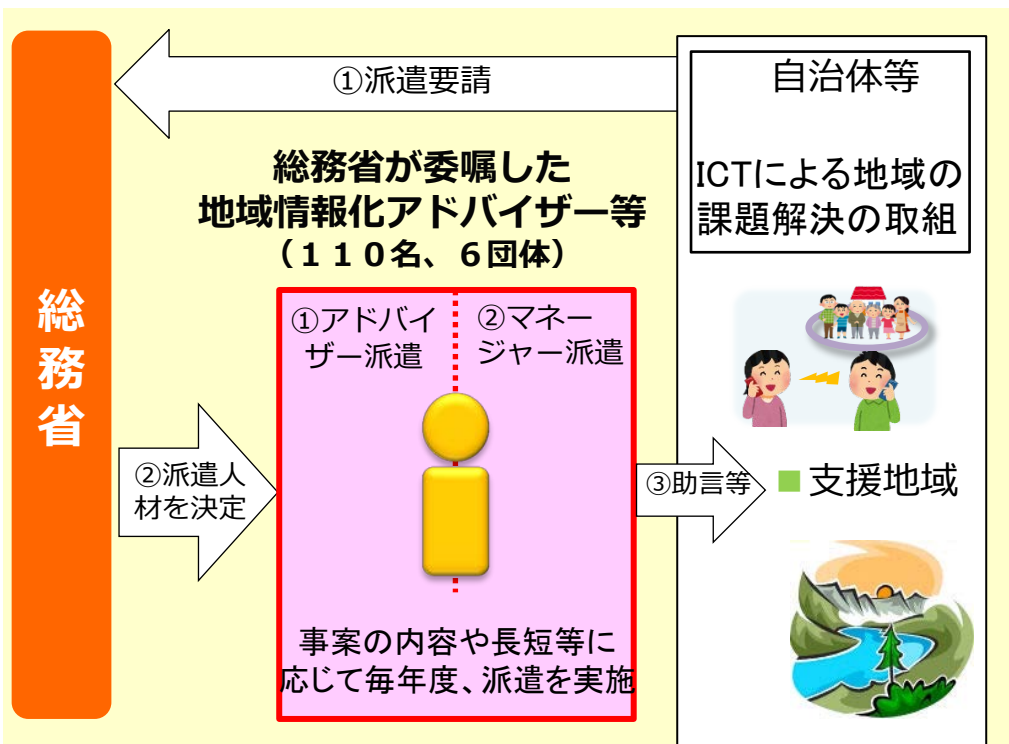 総務省
①派遣要請
自治体等
ICTによる地域の
課題解決の取組
総務省が委嘱した
地域情報化アドバイザー等
（１１０名、６団体）
①アドバイ
ザー派遣
②マネー
ジャー派遣
②派遣人
材を決定
③助言等
支援地域
事案の内容や長短等に
応じて毎年度、派遣を実施